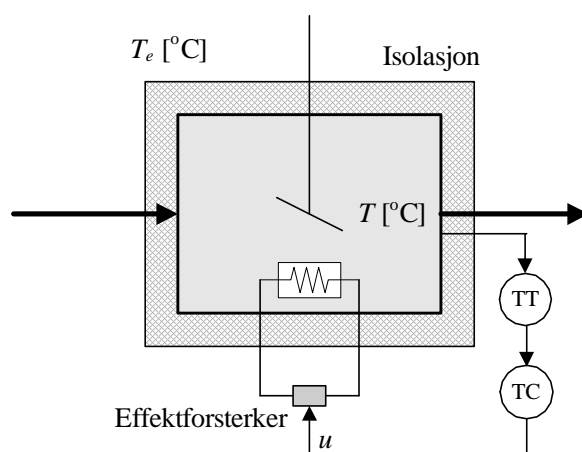 Tₑ [°C]
Isolasjon
T [°C]
TT
TC
Effektforsterker
u